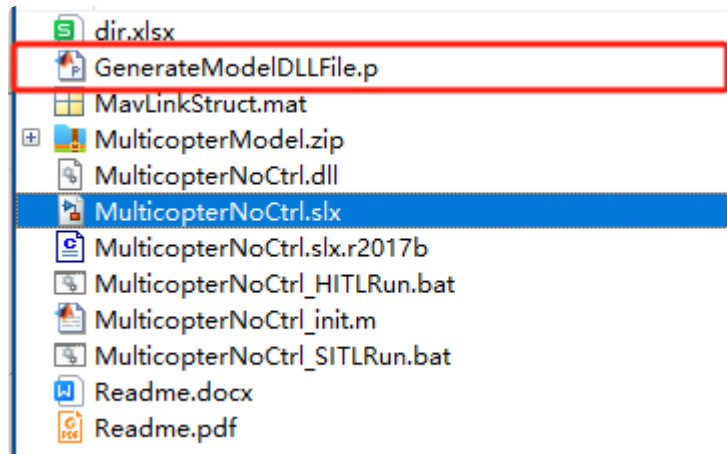 dir.xlsx
GenerateModelDLLFile.p
MavLinkStruct.mat
MulticopterModel.zip
MulticopterNoCtrl.dll
MulticopterNoCtrl.slx
MulticopterNoCtrl.slx.r2017b
MulticopterNoCtrl_HITLRun.bat
MulticopterNoCtrl_init.m
MulticopterNoCtrl_SITLRun.bat
Readme.docx
Readme.pdf